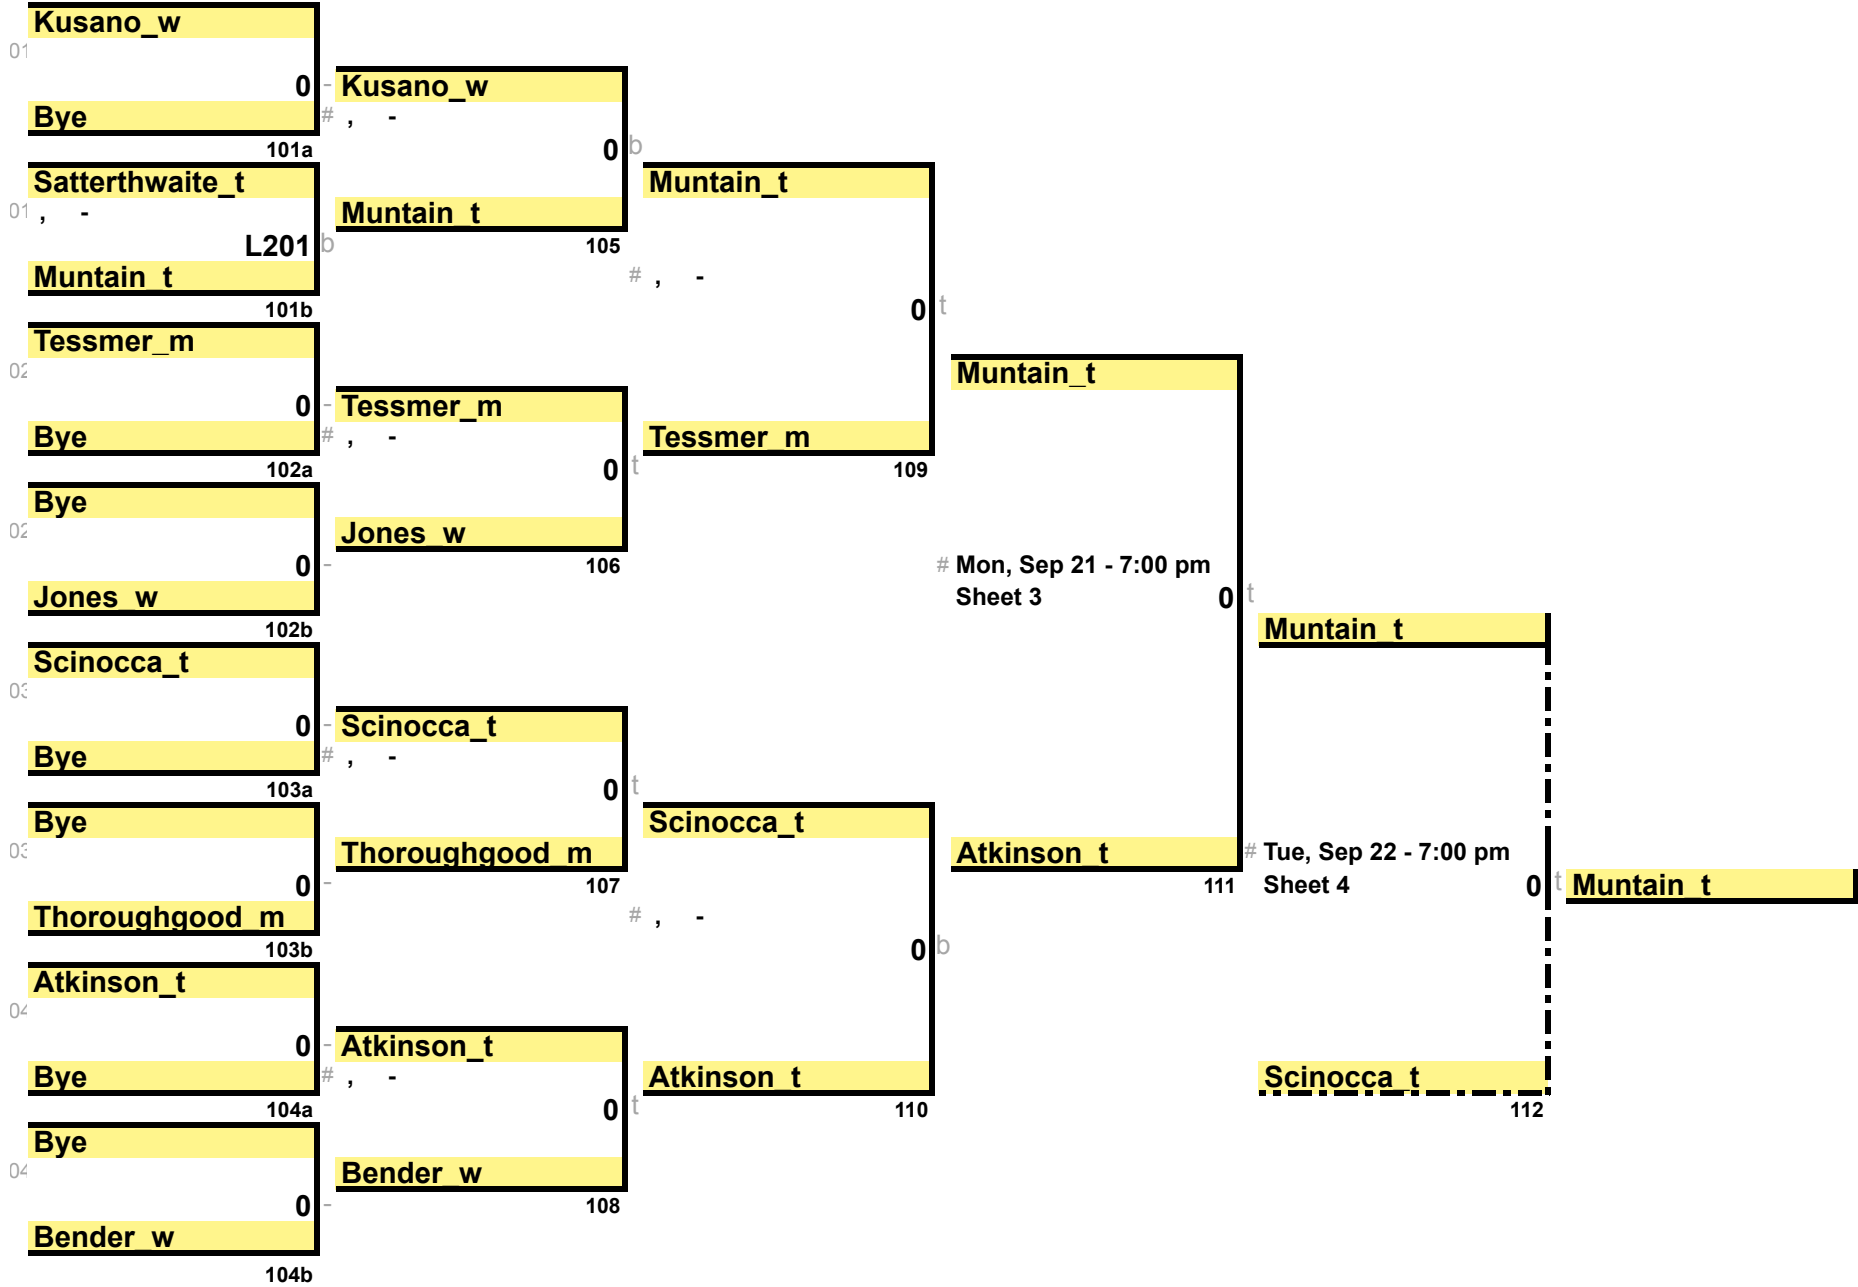 Kusano_w
01
0 -
Bye
101a
Satterthwaite_t
01 , -
L201 b
Muntain_t
101b
Tessmer_m
02
0 -
Bye
102a
Bye
02
0 -
Jones_w
102b
Scinocca_t
03
0 -
Bye
103a
Bye
03
0 -
Thoroughgood_m
103b
Atkinson_t
04
0 -
Bye
104a
Bye
04
0 -
Bender_w
104b
Kusano_w
# , -
0 b
Muntain_t
105
Tessmer_m
# , -
0 t
Jones_w
106
Scinocca_t
# , -
0 t
Thoroughgood_m
107
Atkinson_t
# , -
0 t
Bender_w
108
Muntain_t
# , -
0 t
Tessmer_m
109
Scinocca_t
# , -
0 b
Atkinson_t
110
Muntain_t
# Mon, Sep 21 - 7:00 pm
Sheet 3 0 t
Atkinson_t
111
Muntain_t
# Tue, Sep 22 - 7:00 pm
Sheet 4 0 t
Scinocca_t
112
Muntain_t